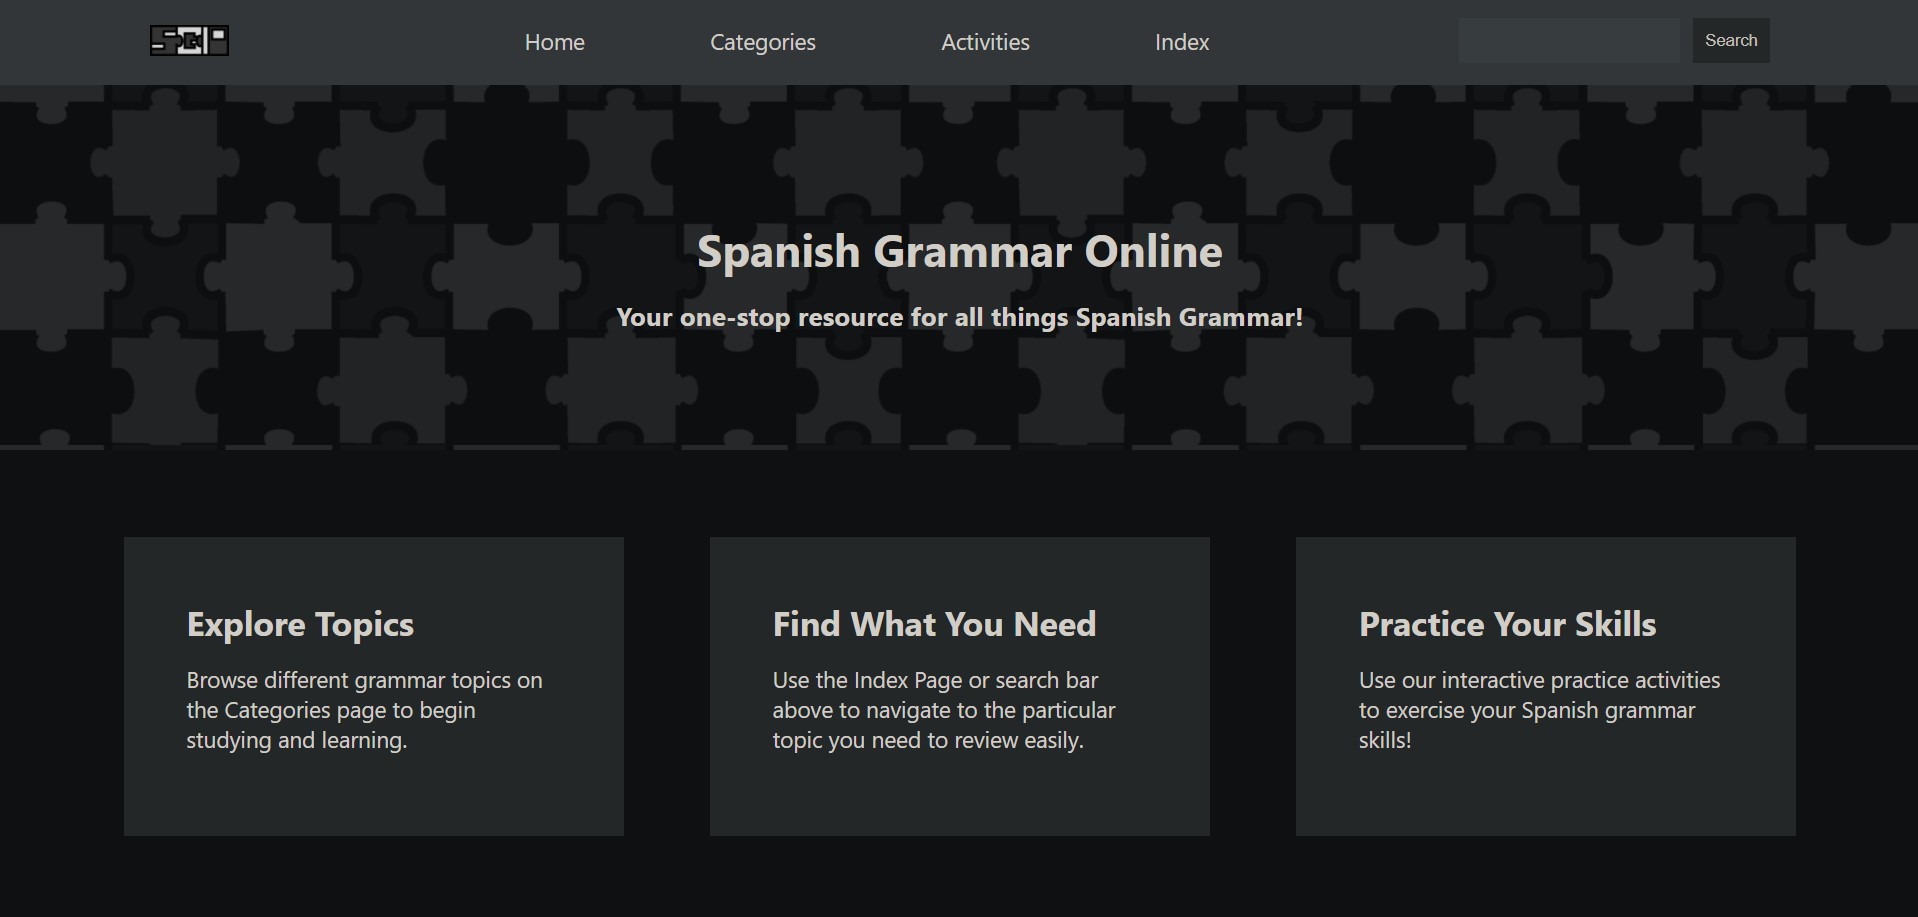 Home
Categories
Activities
Index
Search
Spanish Grammar Online
Your one-stop resource for all things Spanish Grammar!
Explore Topics
Browse different grammar topics on
the Categories page to begin
studying and learning.
Find What You Need
Use the Index Page or search bar
above to navigate to the particular
topic you need to review easily.
Practice Your Skills
Use our interactive practice activities
to exercise your Spanish grammar
skills!